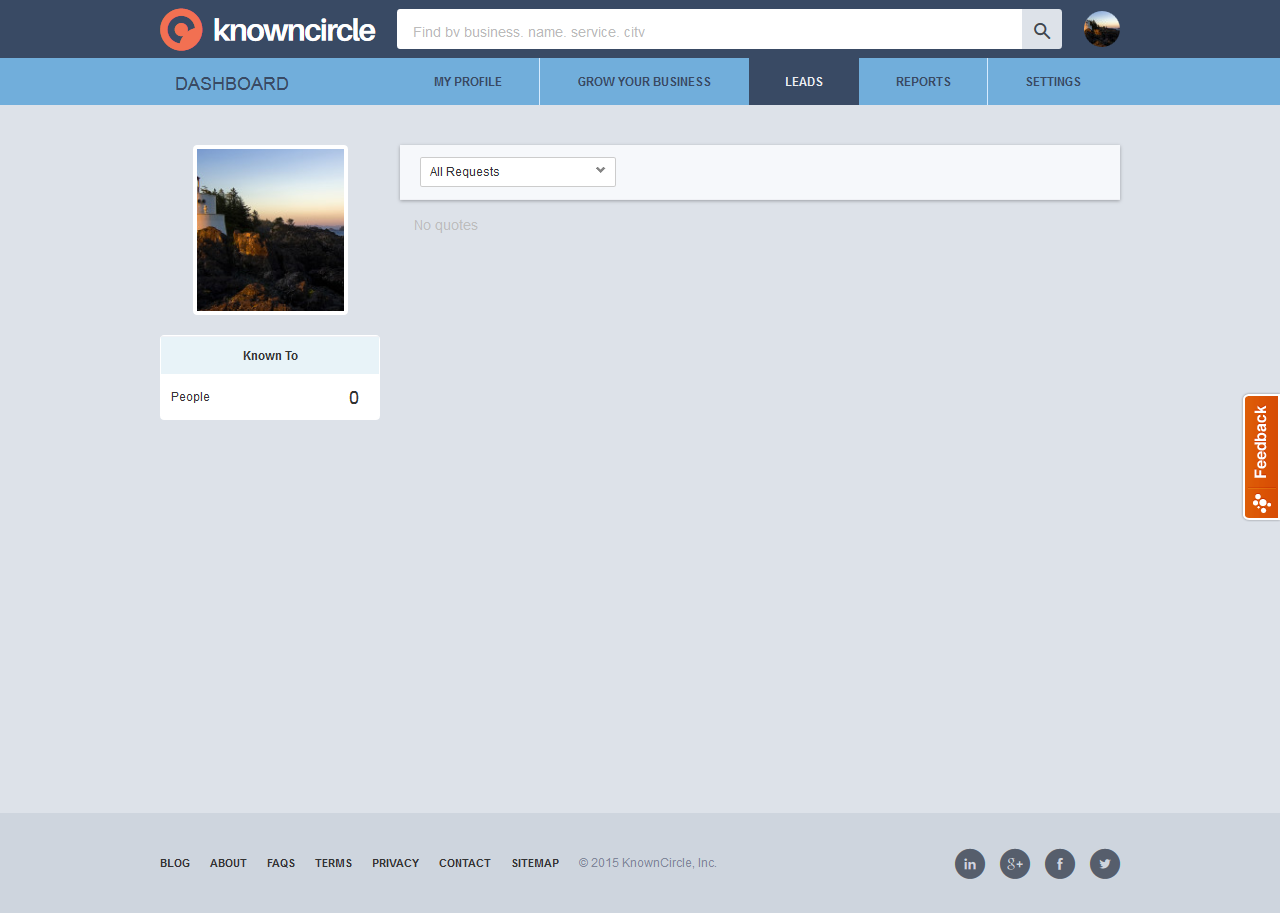 knowncircle
Find by business, name, service, city
DASHBOARD
MY PROFILE
GROW YOUR BUSINESS
LEADS
REPORTS
SETTINGS
All Requests
No quotes
Known To
People 0
Feedback
BLOG ABOUT FAQS TERMS PRIVACY CONTACT SITEMAP © 2015 KnownCircle, Inc.
in g+ f